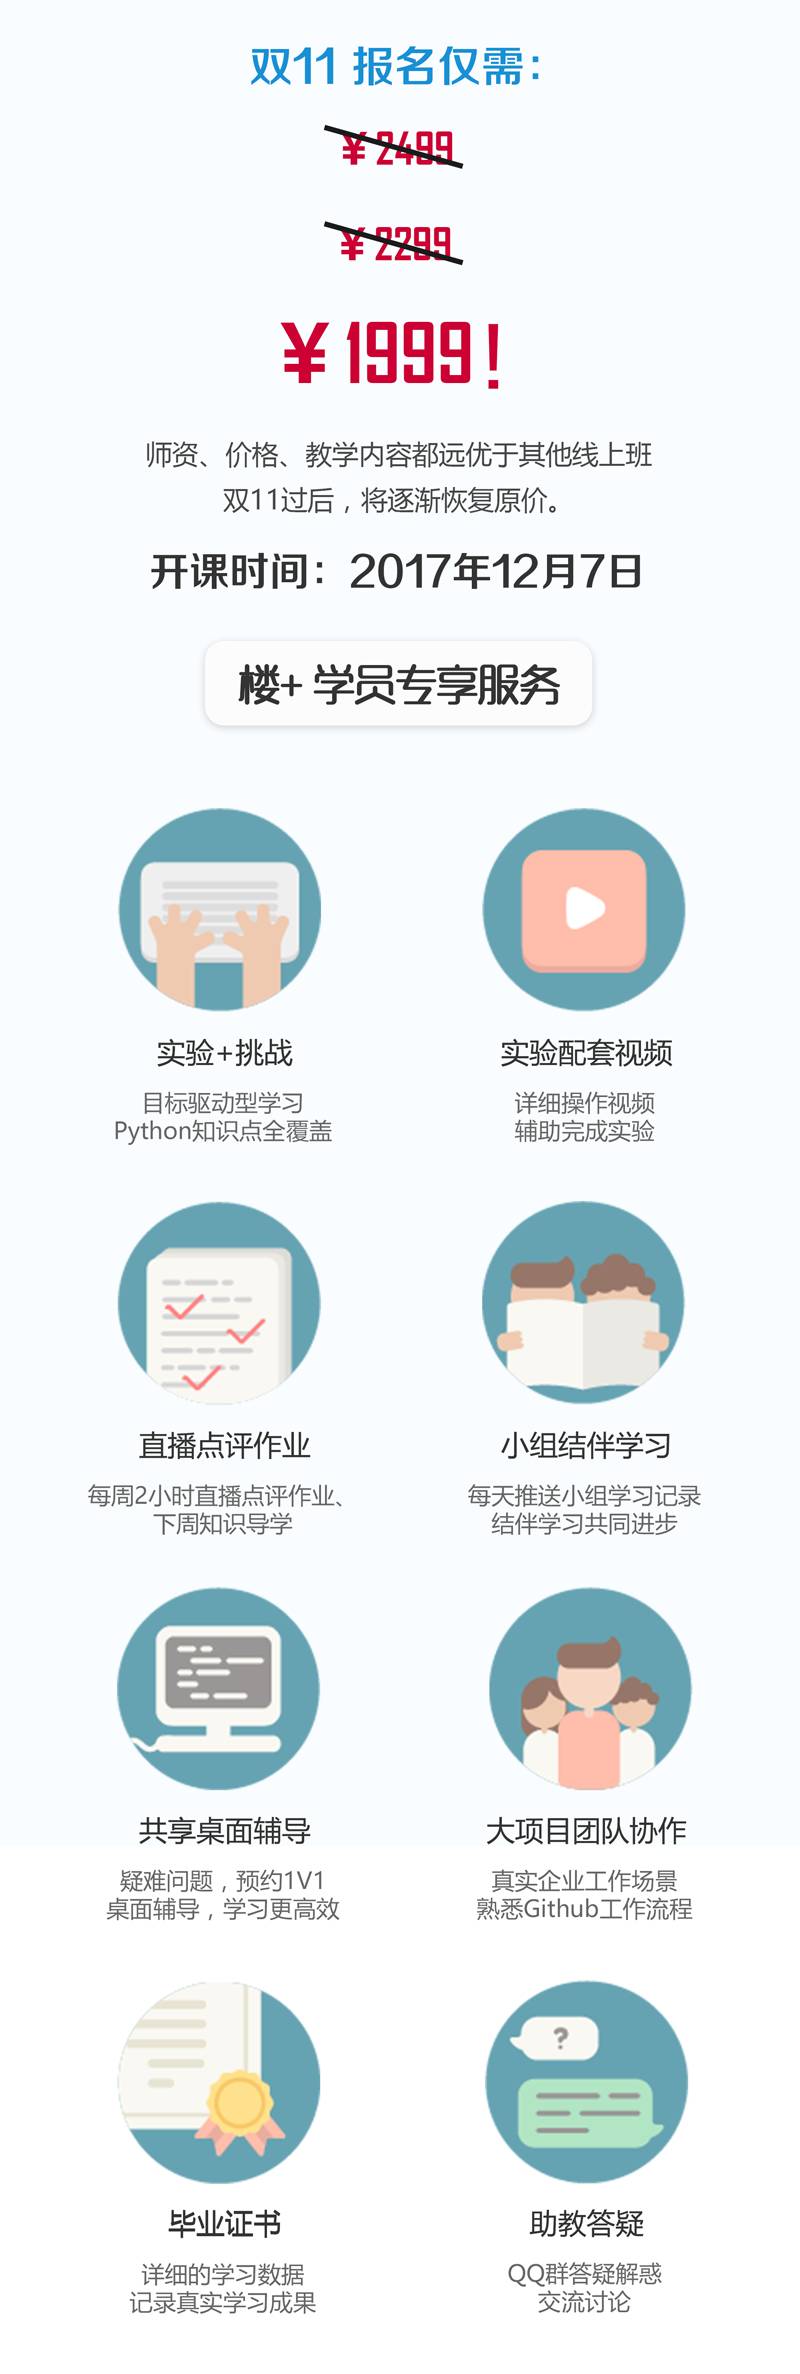 双11 报名仅需：
¥ 2499
¥ 2299
¥ 1999！
师资、价格、教学内容都远优于其他线上班
双11过后，将逐渐恢复原价。
开课时间：2017年12月7日
楼+ 学员专享服务
实验+挑战
目标驱动型学习
Python知识点全覆盖
实验配套视频
详细操作视频
辅助完成实验
直播点评作业
每周2小时直播点评作业、
下周知识导学
小组结伴学习
每天推送小组学习记录
结伴学习共同进步
共享桌面辅导
疑难问题，预约1V1
桌面辅导，学习更高效
大项目团队协作
真实企业工作场景
熟悉Github工作流程
毕业证书
详细的学习数据
记录真实学习成果
?
助教答疑
QQ群答疑解惑
交流讨论